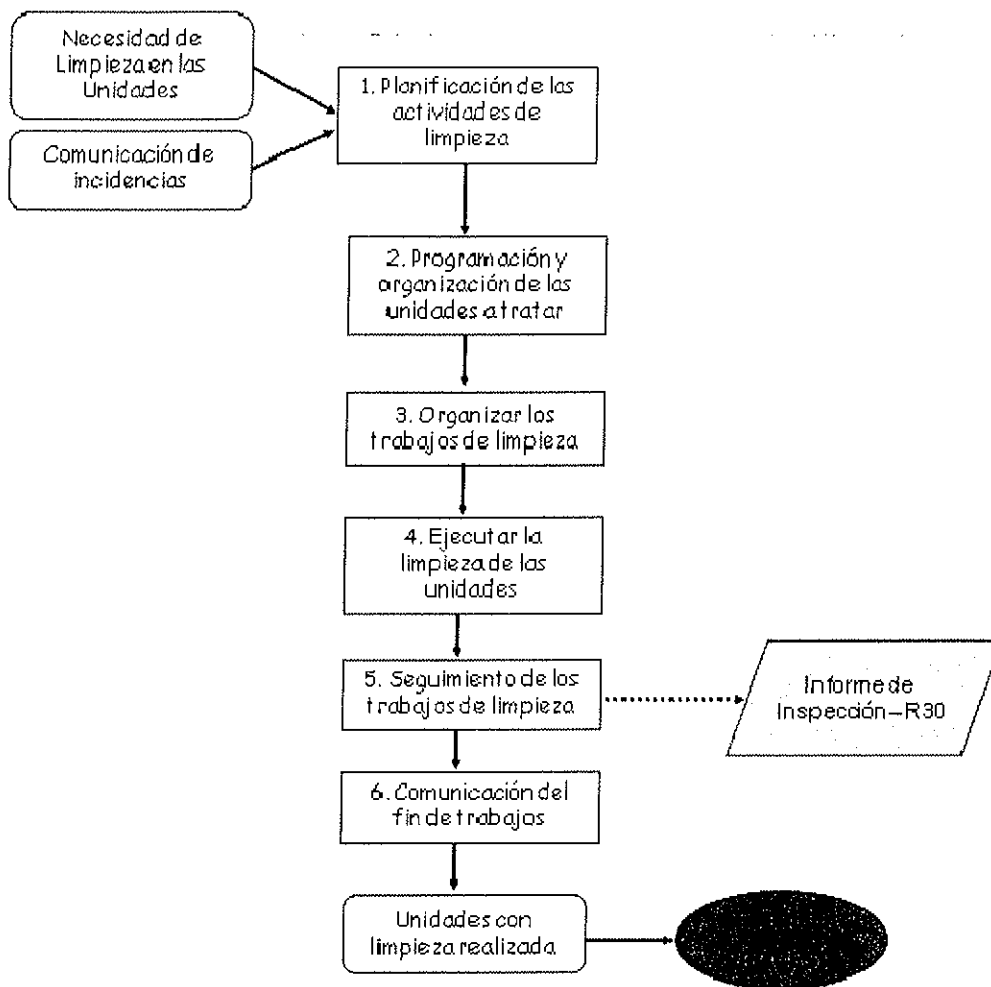 Necesidad de
Limpieza en las
Unidades
1. Planificación de las
actividades de
limpieza
Comunicación de
incidencias
2. Programación y
organización de las
unidades a tratar
3. Organizar los
trabajos de limpieza
4. Ejecutar la
limpieza de las
unidades
5. Seguimiento de los
trabajos de limpieza
Informe de
Inspección–R30
6. Comunicación del
fin de trabajos
Unidades con
limpieza realizada